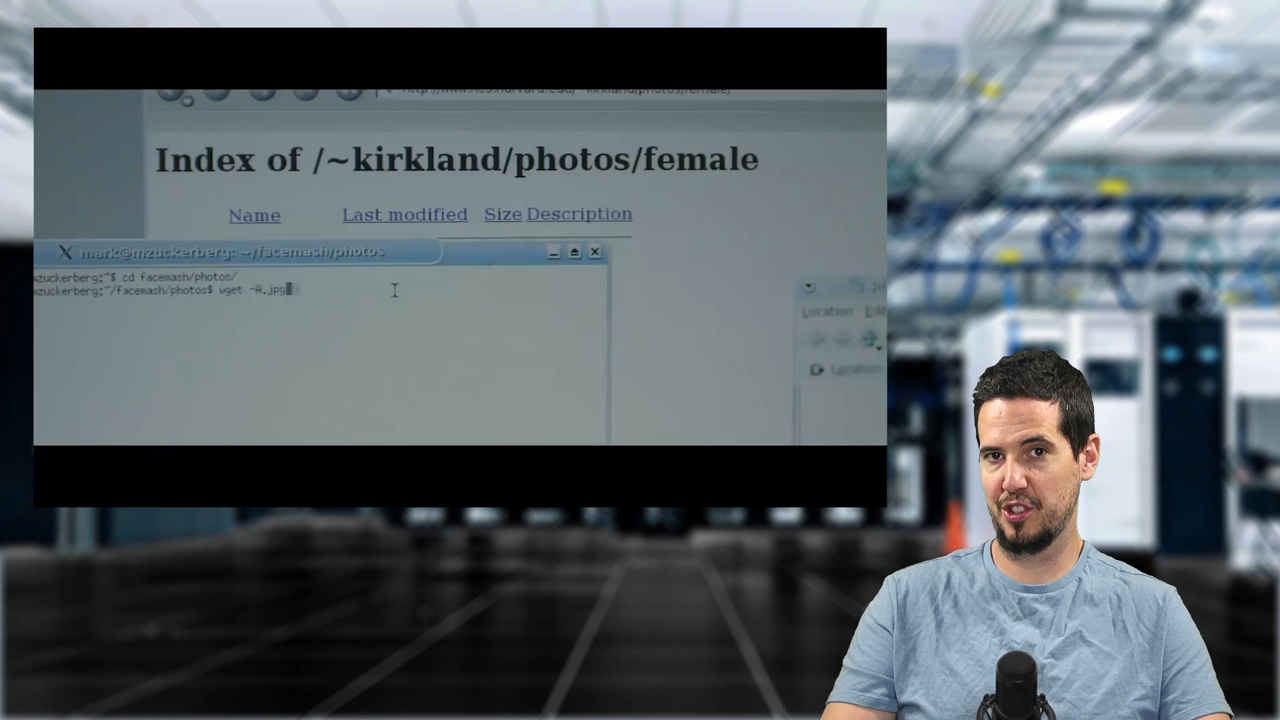 Index of /~kirkland/photos/female
Name Last modified Size Description
mark@mzuckerberg: ~/facemash/photos
mzuckerberg:~$ cd facemash/photos/
mzuckerberg:~/facemash/photos$ wget -A.jpg
Location